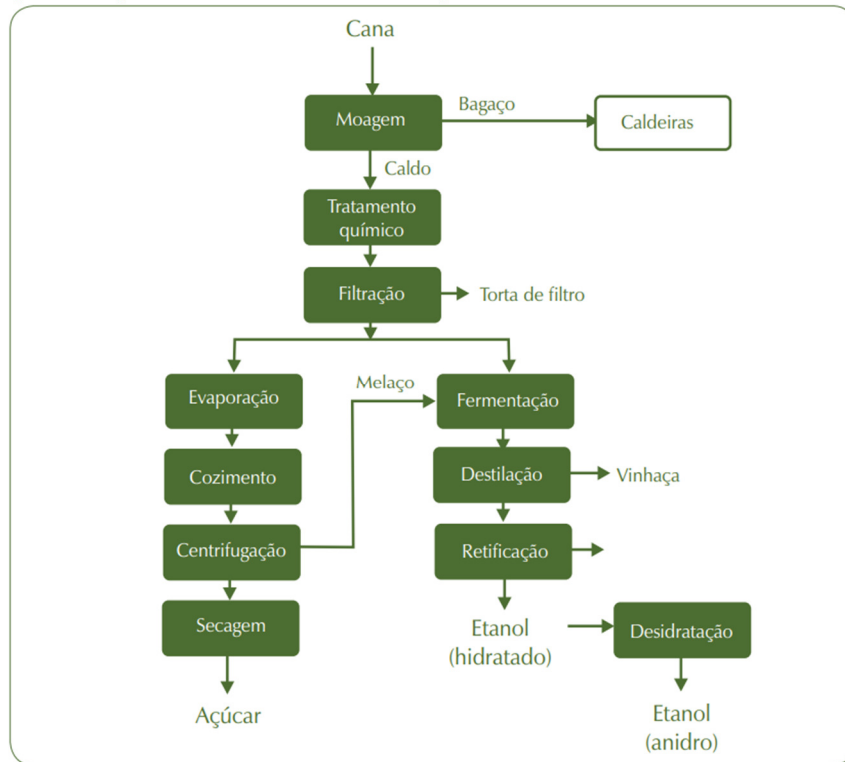 Cana
Moagem
Bagaço
Caldeiras
Caldo
Tratamento
químico
Filtração
Torta de filtro
Evaporação
Melaço
Fermentação
Cozimento
Destilação
Vinhaça
Centrifugação
Retificação
Secagem
Etanol
(hidratado)
Desidratação
Açúcar
Etanol
(anidro)